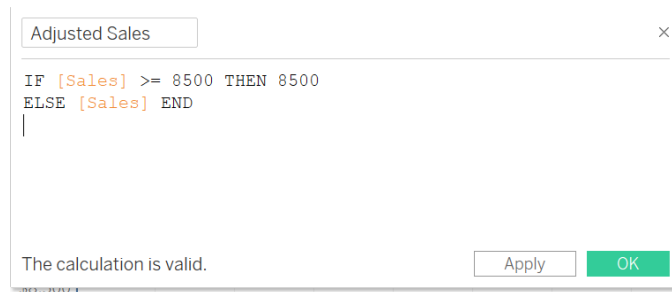 Adjusted Sales
×
IF [Sales] >= 8500 THEN 8500
ELSE [Sales] END
The calculation is valid.
Apply
OK